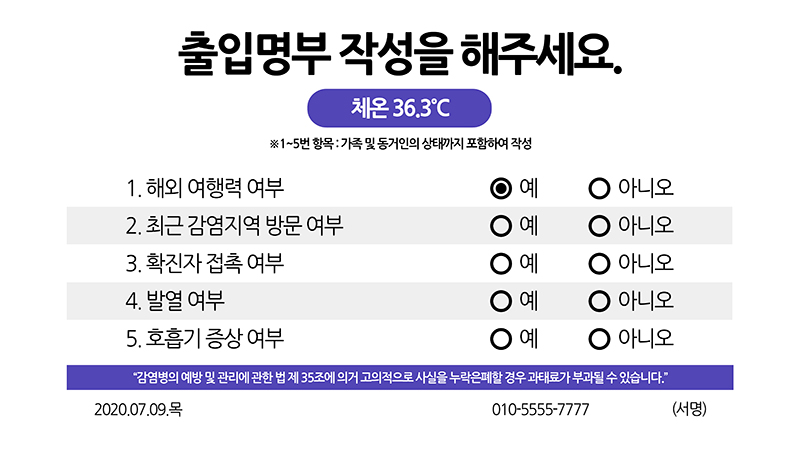 출입명부 작성을 해주세요.
체온 36.3℃
※1~5번 항목 : 가족 및 동거인의 상태까지 포함하여 작성
1. 해외 여행력 여부 예 아니오
2. 최근 감염지역 방문 여부 예 아니오
3. 확진자 접촉 여부 예 아니오
4. 발열 여부 예 아니오
5. 호흡기 증상 여부 예 아니오
“감염병의 예방 및 관리에 관한 법 제 35조에 의거 고의적으로 사실을 누락은폐할 경우 과태료가 부과될 수 있습니다.”
2020.07.09.목 010-5555-7777 (서명)